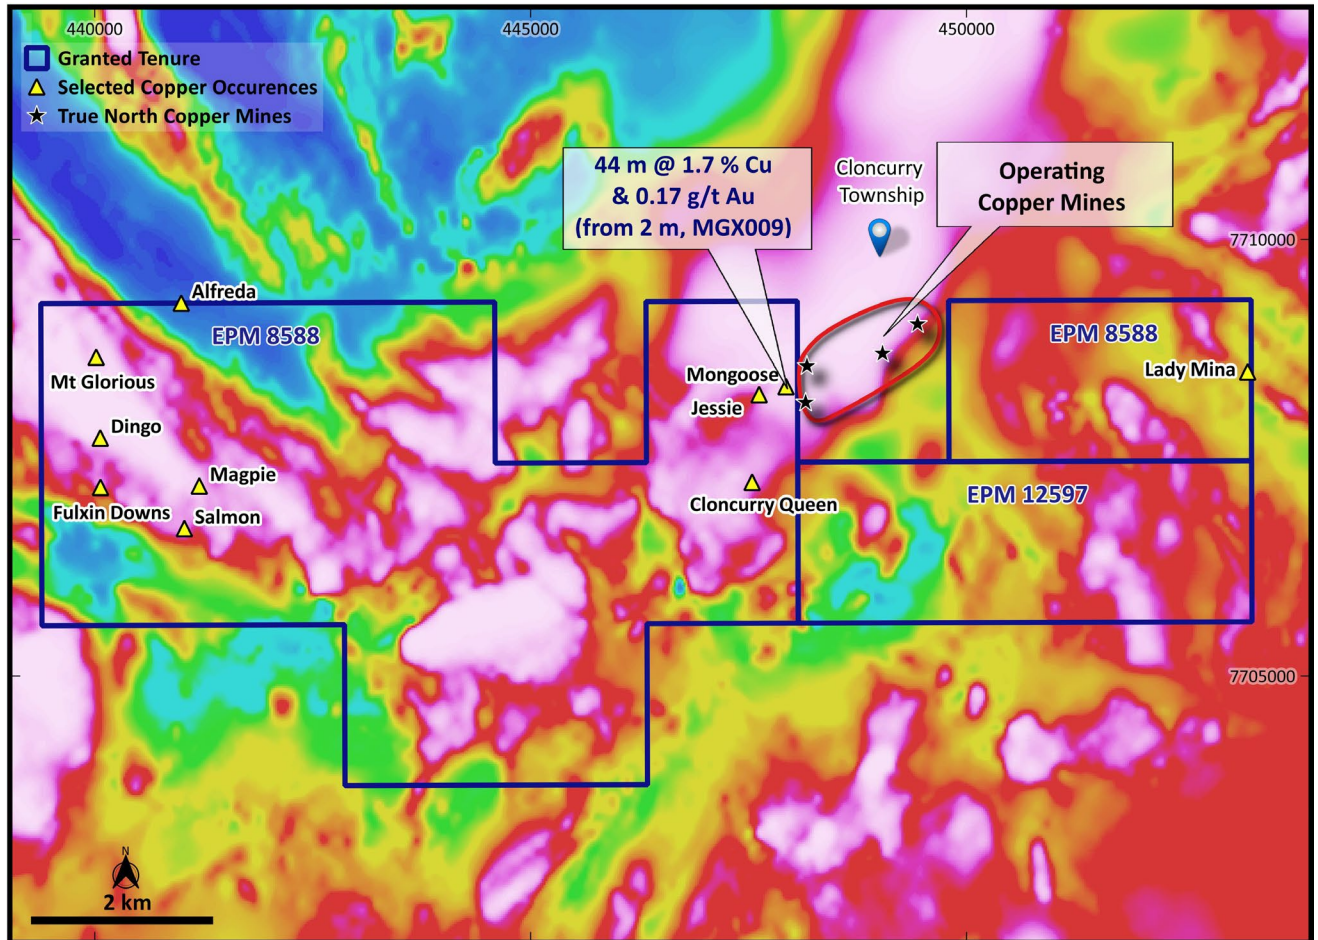 440000
445000
450000
Granted Tenure
Selected Copper Occurences
True North Copper Mines
44 m @ 1.7 % Cu
& 0.17 g/t Au
(from 2 m, MGX009)
Cloncurry
Township
Operating
Copper Mines
7710000
Alfreda
EPM 8588
EPM 8588
Mt Glorious
Mongoose
Lady Mina
Jessie
Dingo
Magpie
Fulxin Downs
Salmon
Cloncurry Queen
EPM 12597
7705000
N
2 km